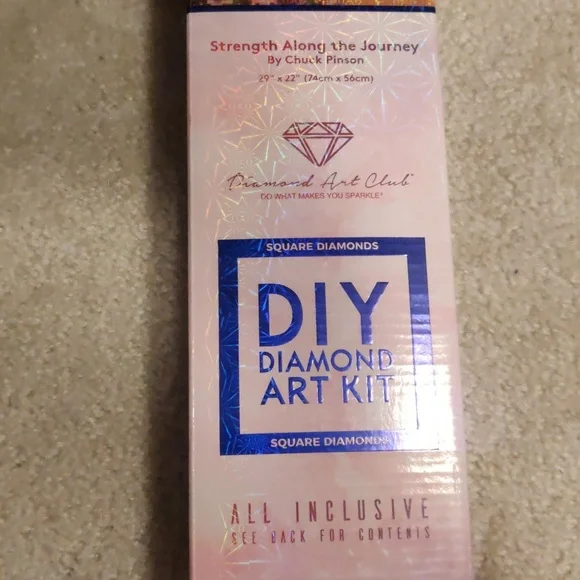 Strength Along the Journey
By Chuck Pinson
29" x 22" (74cm x 56cm)
Diamond Art Club
DO WHAT MAKES YOU SPARKLE®
SQUARE DIAMONDS
DIY
DIAMOND
ART KIT
SQUARE DIAMONDS
ALL INCLUSIVE
SEE BACK FOR CONTENTS